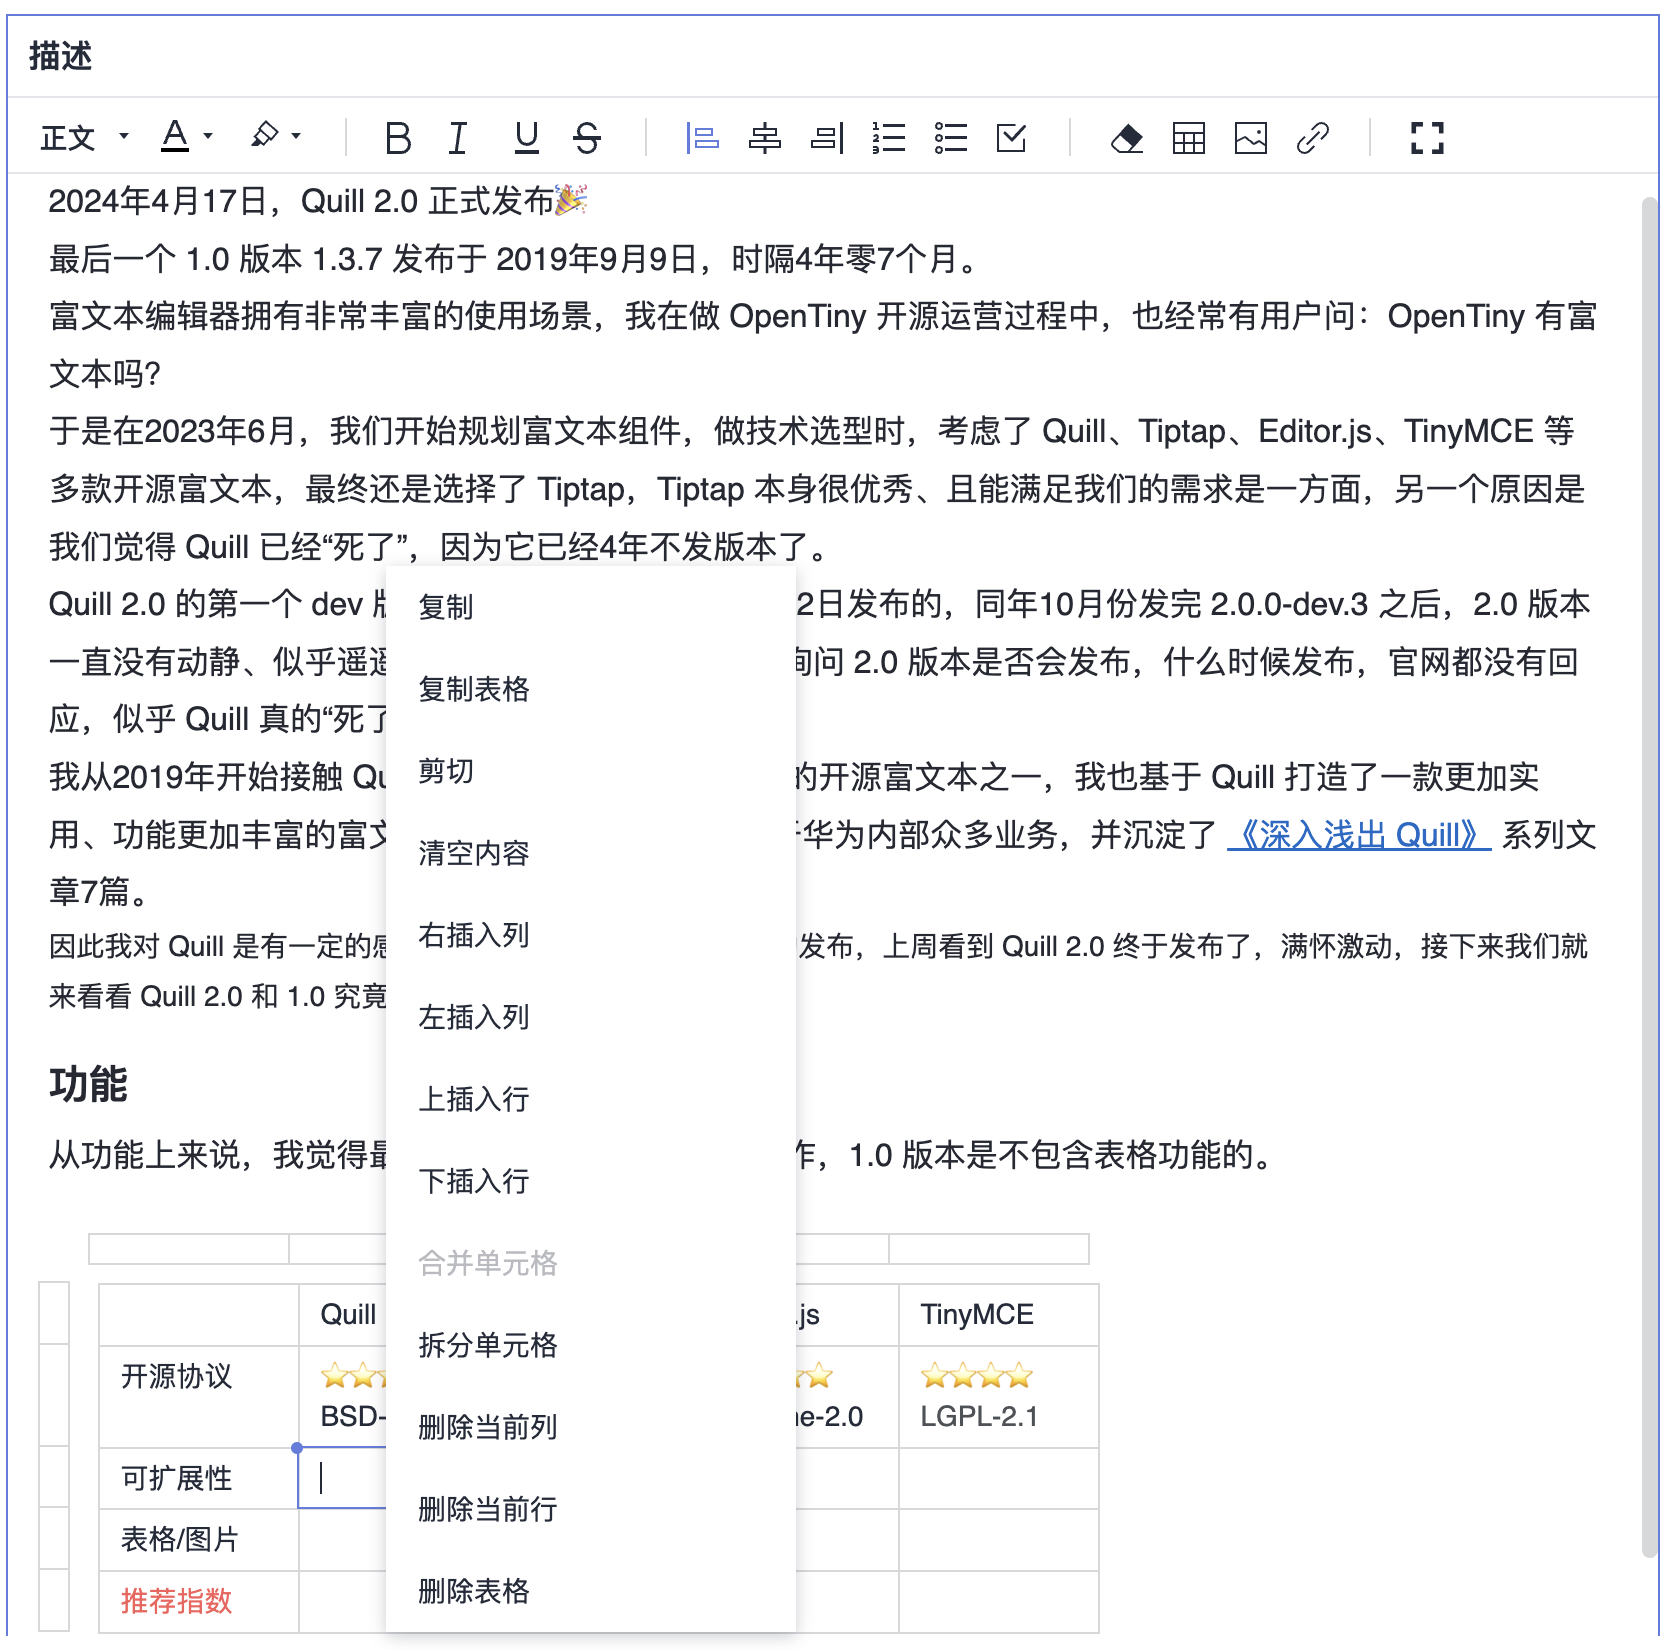 描述
正文
2024年4月17日，Quill 2.0 正式发布🎉
最后一个 1.0 版本 1.3.7 发布于 2019年9月9日，时隔4年零7个月。
富文本编辑器拥有非常丰富的使用场景，我在做 OpenTiny 开源运营过程中，也经常有用户问：OpenTiny 有富
文本吗？
于是在2023年6月，我们开始规划富文本组件，做技术选型时，考虑了 Quill、Tiptap、Editor.js、TinyMCE 等
多款开源富文本，最终还是选择了 Tiptap，Tiptap 本身很优秀、且能满足我们的需求是一方面，另一个原因是
我们觉得 Quill 已经“死了”，因为它已经4年不发版本了。
Quill 2.0 的第一个 dev 2日发布的，同年10月份发完 2.0.0-dev.3 之后，2.0 版本
一直没有动静、似乎遥 询问 2.0 版本是否会发布，什么时候发布，官网都没有回
应，似乎 Quill 真的“死了
我从2019年开始接触 Qu 的开源富文本之一，我也基于 Quill 打造了一款更加实
用、功能更加丰富的富文 华为内部众多业务，并沉淀了 《深入浅出 Quill》 系列文
章7篇。
因此我对 Quill 是有一定的感 发布，上周看到 Quill 2.0 终于发布了，满怀激动，接下来我们就
来看看 Quill 2.0 和 1.0 究竟
功能
从功能上来说，我觉得最 作，1.0 版本是不包含表格功能的。
复制
复制表格
剪切
清空内容
右插入列
左插入列
上插入行
下插入行
合并单元格
拆分单元格
删除当前列
删除当前行
删除表格
Quill .js TinyMCE
开源协议 ⭐⭐ ⭐ ⭐⭐⭐⭐
BSD- e-2.0 LGPL-2.1
可扩展性
表格/图片
推荐指数